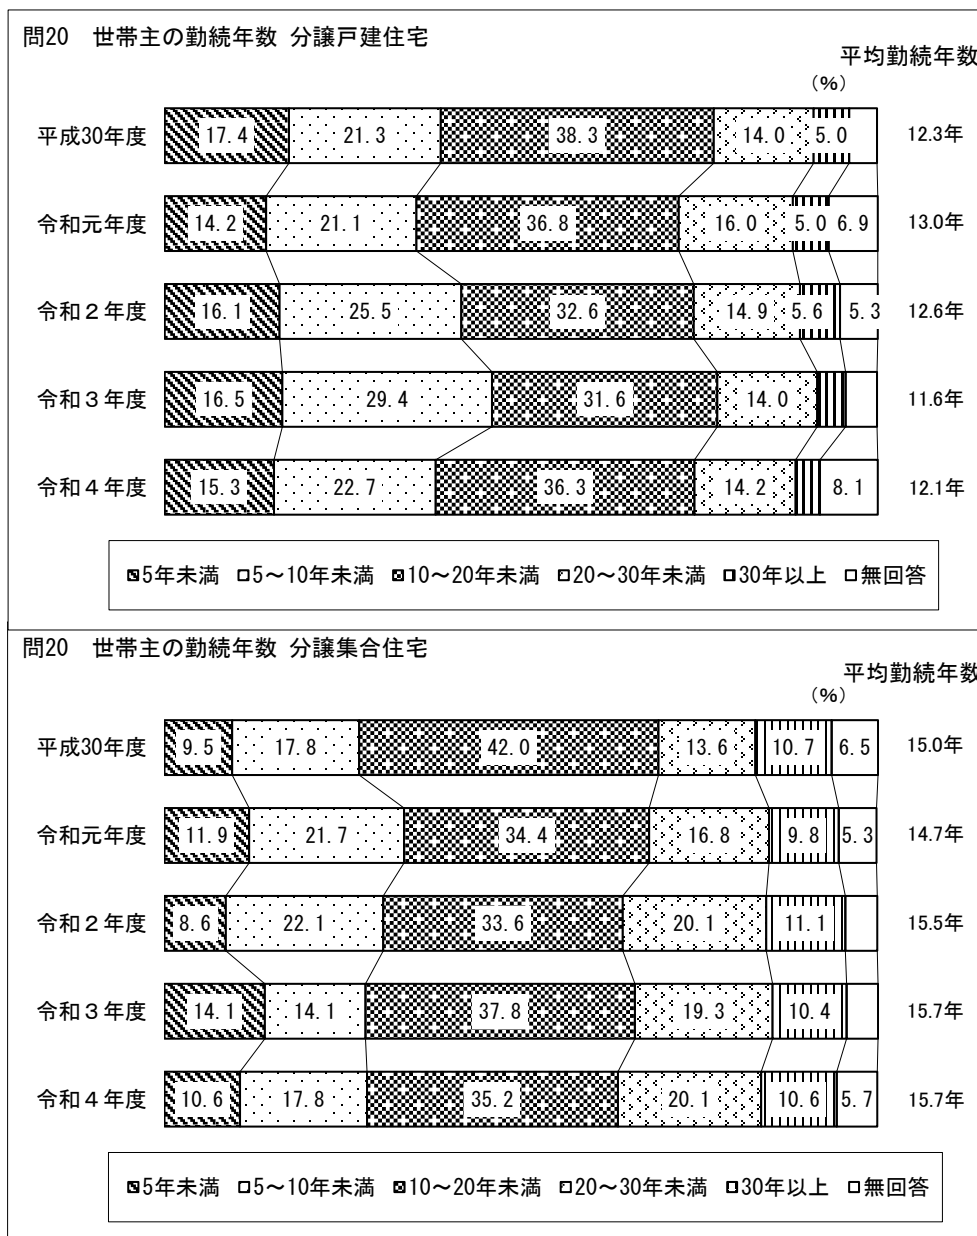 問20　世帯主の勤続年数 分譲戸建住宅
平均勤続年数
(%)
平成30年度 17.4 21.3 38.3 14.0 5.0 12.3年
令和元年度 14.2 21.1 36.8 16.0 5.0 6.9 13.0年
令和２年度 16.1 25.5 32.6 14.9 5.6 5.3 12.6年
令和３年度 16.5 29.4 31.6 14.0 11.6年
令和４年度 15.3 22.7 36.3 14.2 8.1 12.1年
5年未満 5～10年未満 10～20年未満 20～30年未満 30年以上 無回答
問20　世帯主の勤続年数 分譲集合住宅
平均勤続年数
(%)
平成30年度 9.5 17.8 42.0 13.6 10.7 6.5 15.0年
令和元年度 11.9 21.7 34.4 16.8 9.8 5.3 14.7年
令和２年度 8.6 22.1 33.6 20.1 11.1 15.5年
令和３年度 14.1 14.1 37.8 19.3 10.4 15.7年
令和４年度 10.6 17.8 35.2 20.1 10.6 5.7 15.7年
5年未満 5～10年未満 10～20年未満 20～30年未満 30年以上 無回答